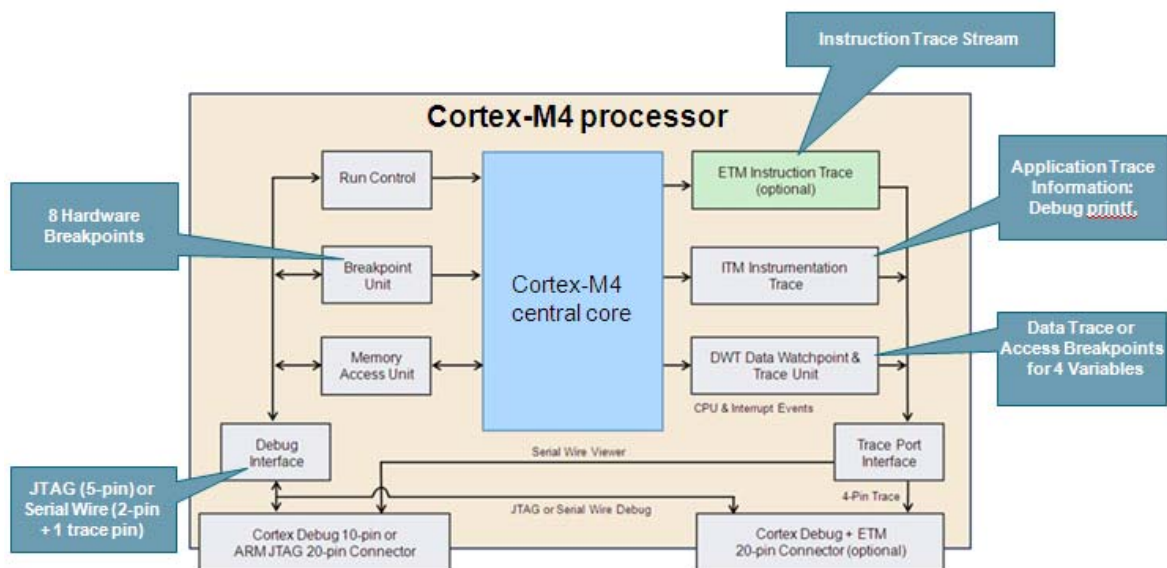 Instruction Trace Stream
Cortex-M4 processor
Run Control
ETM Instruction Trace
(optional)
Application Trace
Information:
Debug printf,
8 Hardware
Breakpoints
Breakpoint
Unit
Cortex-M4
central core
ITM Instrumentation
Trace
Memory
Access Unit
DWT Data Watchpoint &
Trace Unit
Data Trace or
Access Breakpoints
for 4 Variables
CPU & Interrupt Events
Debug
Interface
Serial Wire Viewer
Trace Port
Interface
JTAG (5-pin) or
Serial Wire (2-pin
+ 1 trace pin)
4-Pin Trace
JTAG or Serial Wire Debug
Cortex Debug 10-pin or
ARM JTAG 20-pin Connector
Cortex Debug + ETM
20-pin Connector (optional)